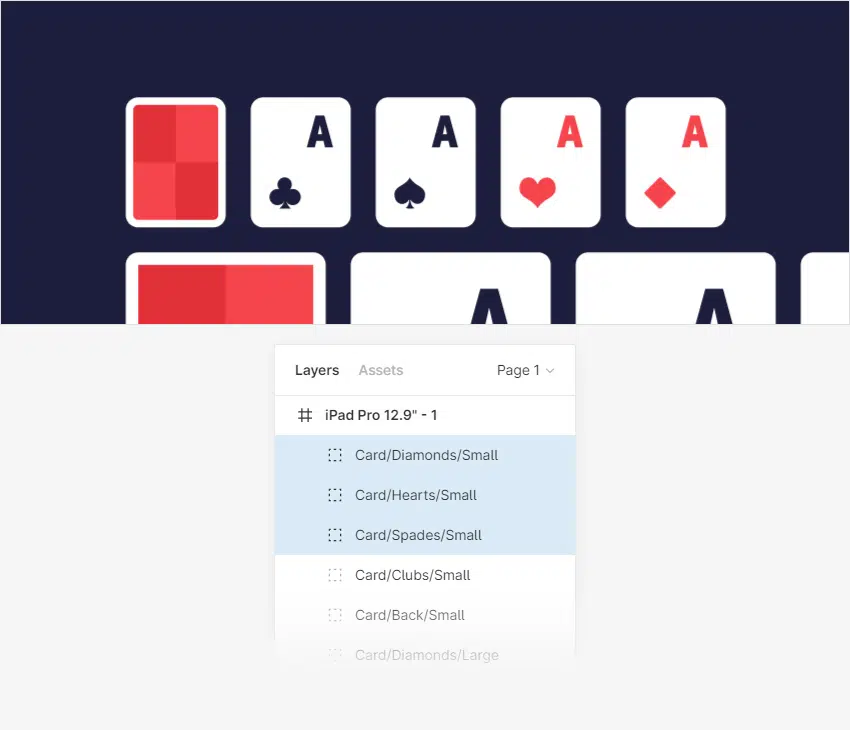 A A A A
A A
Layers Assets Page 1
iPad Pro 12.9" - 1
Card/Diamonds/Small
Card/Hearts/Small
Card/Spades/Small
Card/Clubs/Small
Card/Back/Small
Card/Diamonds/Large